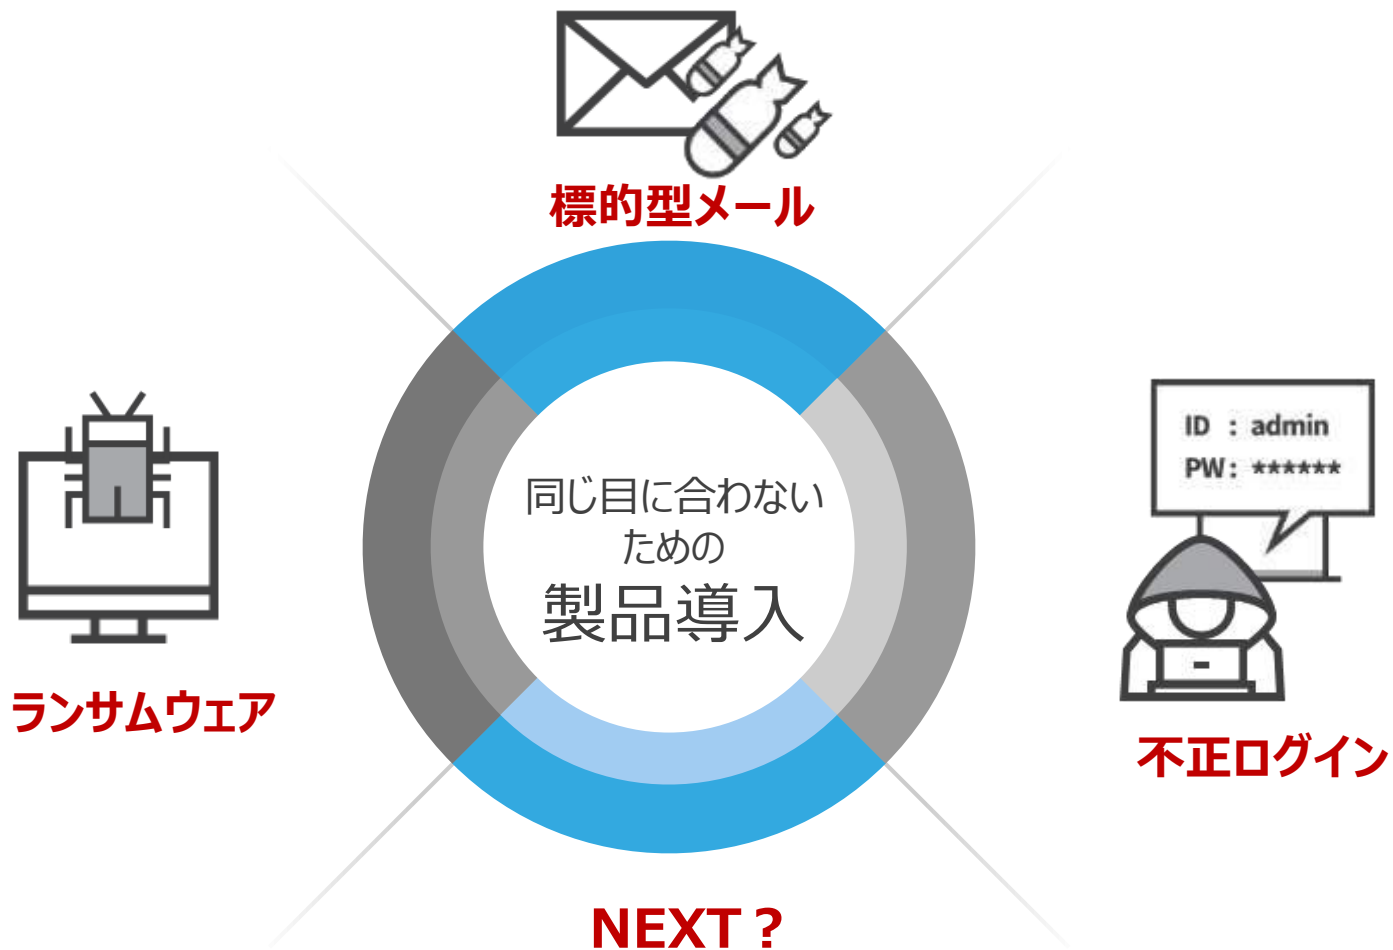 標的型メール
ID : admin
PW: ******
同じ目に合わない
ための
製品導入
ランサムウェア
不正ログイン
NEXT？